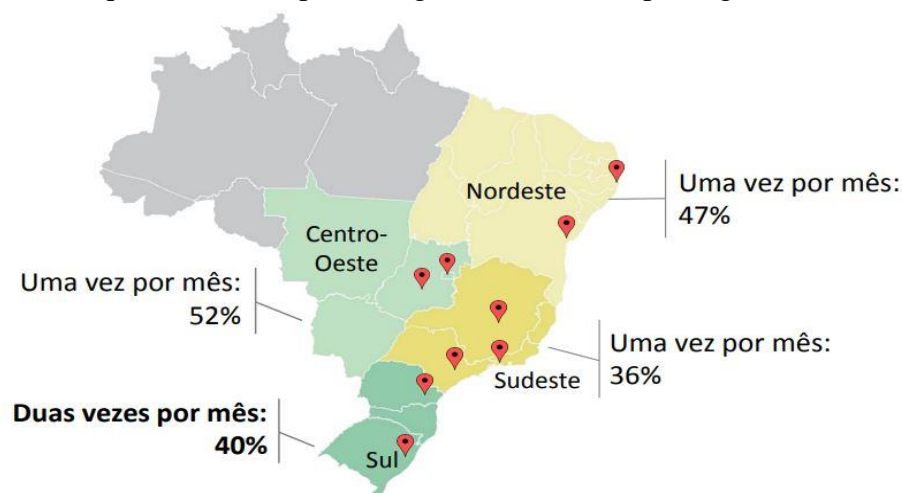 Nordeste
Uma vez por mês:
47%
Centro-
Oeste
Uma vez por mês:
52%
Uma vez por mês:
36%
Sudeste
Duas vezes por mês:
40%
Sul